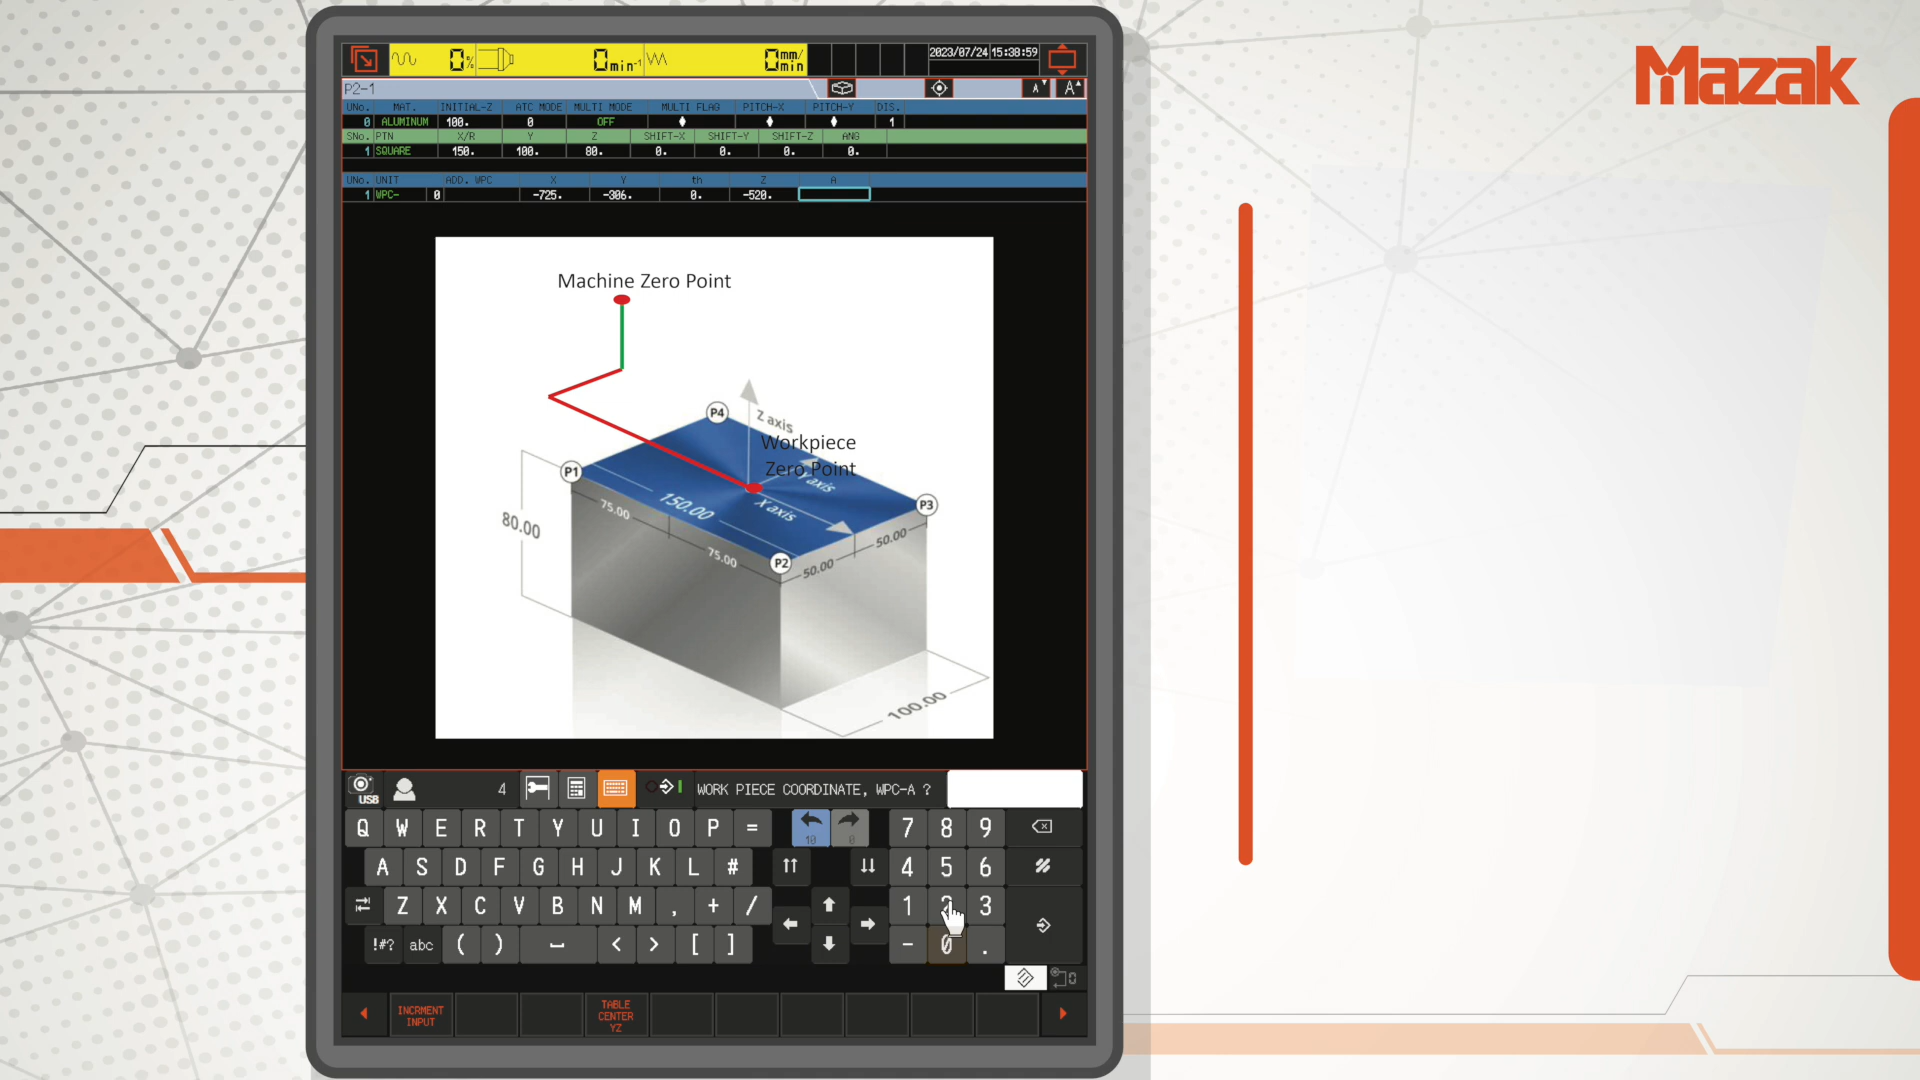 Mazak
0% 0min-1 0mm/min 2023/07/24 15:38:59
P2-1 A▼ A▲
UNo. MAT. INITIAL-Z ATC MODE MULTI MODE MULTI FLAG PITCH-X PITCH-Y DIS.
0 ALUMINUM 100. 0 OFF ♦ ♦ ♦ 1
SNo. PTN X/R Y Z SHIFT-X SHIFT-Y SHIFT-Z ANG
1 SQUARE 150. 100. 80. 0. 0. 0. 0.
UNo. UNIT ADD. WPC X Y th Z A
1 WPC- 0 -725. -306. 0. -520.
Machine Zero Point
P4
Z axis
Workpiece
Zero Point
P1
Y axis
75.00 150.00 X axis P3
80.00
75.00 P2 50.00 50.00
100.00
USB 4 WORK PIECE COORDINATE, WPC-A ?
Q W E R T Y U I O P = 10 0 7 8 9
A S D F G H J K L # 4 5 6
Z X C V B N M , + / 1 2 3
!#? abc ( ) < > [ ] - 0 .
0
INCRMENT
INPUT
TABLE
CENTER
YZ